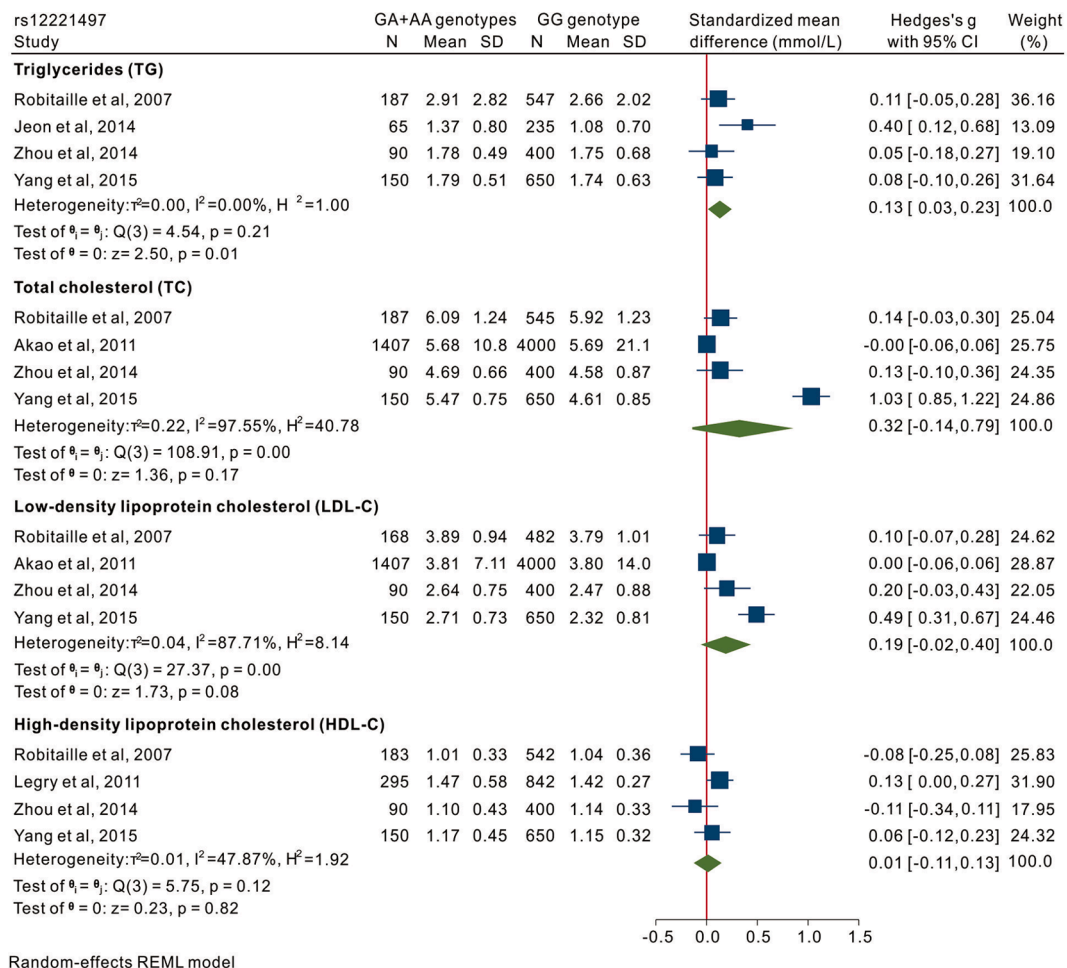 rs12221497 GA+AA genotypes GG genotype Standardized mean Hedges's g Weight
Study N Mean SD N Mean SD difference (mmol/L) with 95% CI (%)
Triglycerides (TG)
Robitaille et al, 2007 187 2.91 2.82 547 2.66 2.02 0.11 [-0.05,0.28] 36.16
Jeon et al, 2014 65 1.37 0.80 235 1.08 0.70 0.40 [ 0.12,0.68] 13.09
Zhou et al, 2014 90 1.78 0.49 400 1.75 0.68 0.05 [-0.18,0.27] 19.10
Yang et al, 2015 150 1.79 0.51 650 1.74 0.63 0.08 [-0.10,0.26] 31.64
Heterogeneity:τ²=0.00, I²=0.00%, H ²=1.00 0.13 [ 0.03,0.23] 100.0
Test of θi = θj: Q(3) = 4.54, p = 0.21
Test of θ = 0: z= 2.50, p = 0.01
Total cholesterol (TC)
Robitaille et al, 2007 187 6.09 1.24 545 5.92 1.23 0.14 [-0.03,0.30] 25.04
Akao et al, 2011 1407 5.68 10.8 4000 5.69 21.1 -0.00 [-0.06,0.06] 25.75
Zhou et al, 2014 90 4.69 0.66 400 4.58 0.87 0.13 [-0.10,0.36] 24.35
Yang et al, 2015 150 5.47 0.75 650 4.61 0.85 1.03 [ 0.85,1.22] 24.86
Heterogeneity:τ²=0.22, I²=97.55%, H²=40.78 0.32 [-0.14,0.79] 100.0
Test of θi = θj: Q(3) = 108.91, p = 0.00
Test of θ = 0: z= 1.36, p = 0.17
Low-density lipoprotein cholesterol (LDL-C)
Robitaille et al, 2007 168 3.89 0.94 482 3.79 1.01 0.10 [-0.07,0.28] 24.62
Akao et al, 2011 1407 3.81 7.11 4000 3.80 14.0 0.00 [-0.06,0.06] 28.87
Zhou et al, 2014 90 2.64 0.75 400 2.47 0.88 0.20 [-0.03,0.43] 22.05
Yang et al, 2015 150 2.71 0.73 650 2.32 0.81 0.49 [ 0.31,0.67] 24.46
Heterogeneity:τ²=0.04, I²=87.71%, H²=8.14 0.19 [-0.02,0.40] 100.0
Test of θi = θj: Q(3) = 27.37, p = 0.00
Test of θ = 0: z= 1.73, p = 0.08
High-density lipoprotein cholesterol (HDL-C)
Robitaille et al, 2007 183 1.01 0.33 542 1.04 0.36 -0.08 [-0.25,0.08] 25.83
Legry et al, 2011 295 1.47 0.58 842 1.42 0.27 0.13 [ 0.00,0.27] 31.90
Zhou et al, 2014 90 1.10 0.43 400 1.14 0.33 -0.11 [-0.34,0.11] 17.95
Yang et al, 2015 150 1.17 0.45 650 1.15 0.32 0.06 [-0.12,0.23] 24.32
Heterogeneity:τ²=0.01, I²=47.87%, H²=1.92 0.01 [-0.11,0.13] 100.0
Test of θi = θj: Q(3) = 5.75, p = 0.12
Test of θ = 0: z= 0.23, p = 0.82
-0.5 0.0 0.5 1.0 1.5
Random-effects REML model